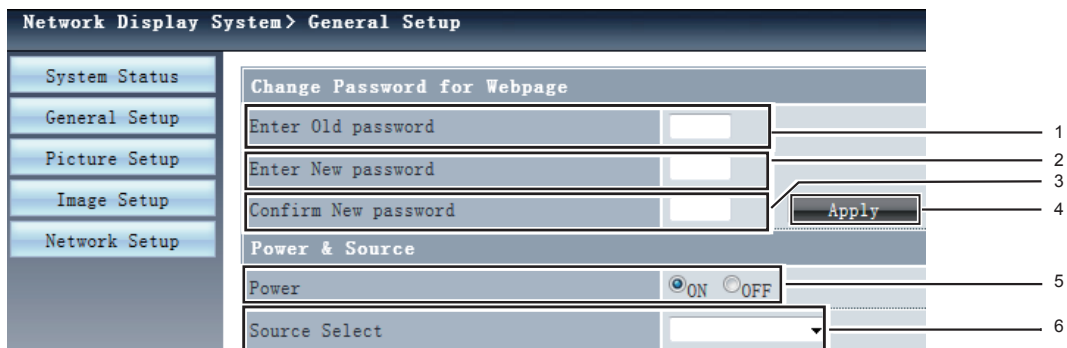 Network Display System> General Setup
System Status
General Setup
Picture Setup
Image Setup
Network Setup
Change Password for Webpage
Enter Old password
1
Enter New password
2
Confirm New password
3
Apply
4
Power & Source
Power
ON
OFF
5
Source Select
6